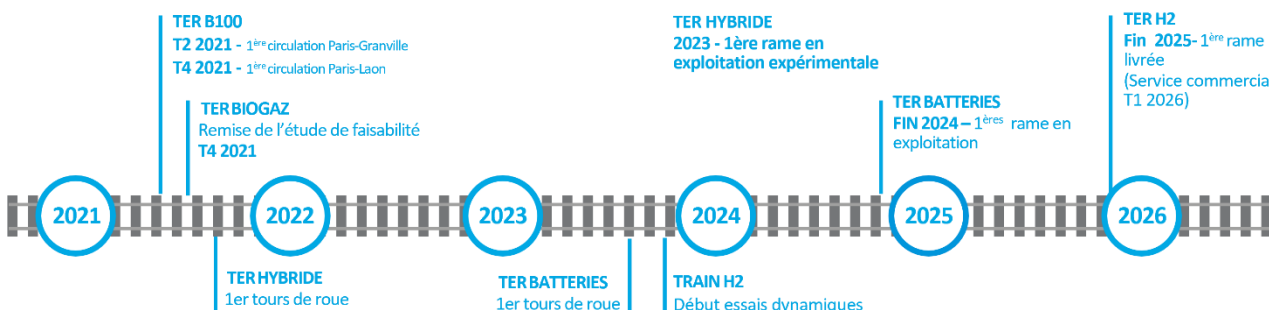 TER B100
T2 2021 - 1ère circulation Paris-Granville
T4 2021 - 1ère circulation Paris-Laon
TER BIOGAZ
Remise de l'étude de faisabilité
T4 2021
TER HYBRIDE
2023 - 1ère rame en
exploitation expérimentale
TER BATTERIES
FIN 2024 – 1ères rame en
exploitation
TER H2
Fin 2025- 1ère rame
livrée
(Service commercia
T1 2026)
2021
2022
2023
2024
2025
2026
TER HYBRIDE
1er tours de roue
TER BATTERIES
1er tours de roue
TRAIN H2
Début essais dynamiques